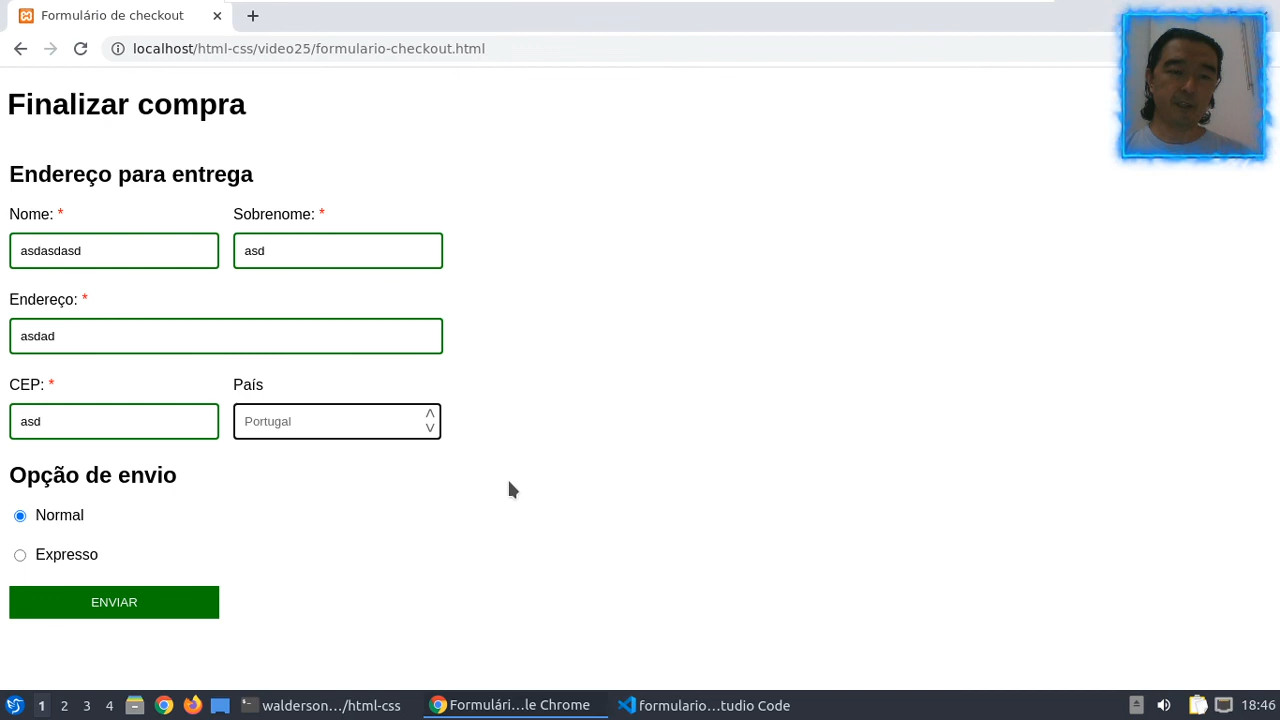 Formulário de checkout
localhost/html-css/video25/formulario-checkout.html
Finalizar compra
Endereço para entrega
Nome: * Sobrenome: *
asdasdasd asd
Endereço: *
asdad
CEP: * País
asd Portugal
Opção de envio
Normal
Expresso
ENVIAR
1 2 3 4 walderson…/html-css Formulári…le Chrome formulario…tudio Code 18:46